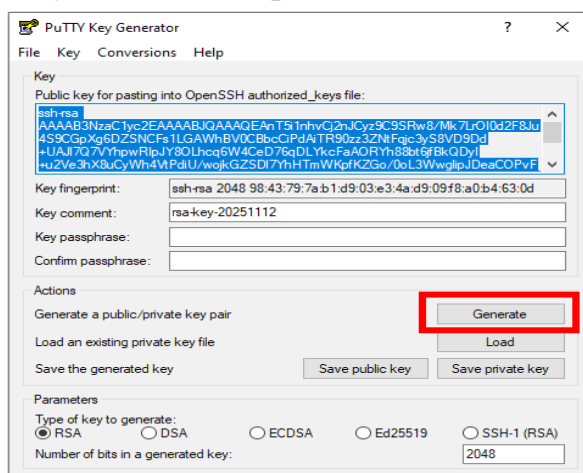 PuTTY Key Generator
File Key Conversions Help
Key
Public key for pasting into OpenSSH authorized_keys file:
ssh-rsa
AAAAB3NzaC1yc2EAAAABJQAAAQEAnT5i1nhvCj2nJCyz9C9SRw8/Mk7LrOI0d2F8Ju
4S9CGpXg6DZSNCFs1LGAWhBV0CBbcCiPdAiTR90zz3ZNtFqjc3yS8VD9Dd
+UAJI7Q7VYhpwRlpJY8OLhcq6W4CeD76qDLYkcFaAORYh88bt6jfBkQDyI
+u2Ve3hX8uCyWh4VtPdiU/wojkGZSDI7YhHTmWKpfKZGo/0oL3WwglipJDeaCOPvF
Key fingerprint: ssh-rsa 2048 98:43:79:7a:b1:d9:03:e3:4a:d9:09:f8:a0:b4:63:0d
Key comment: rsa-key-20251112
Key passphrase:
Confirm passphrase:
Actions
Generate a public/private key pair Generate
Load an existing private key file Load
Save the generated key Save public key Save private key
Parameters
Type of key to generate:
RSA DSA ECDSA Ed25519 SSH-1 (RSA)
Number of bits in a generated key: 2048